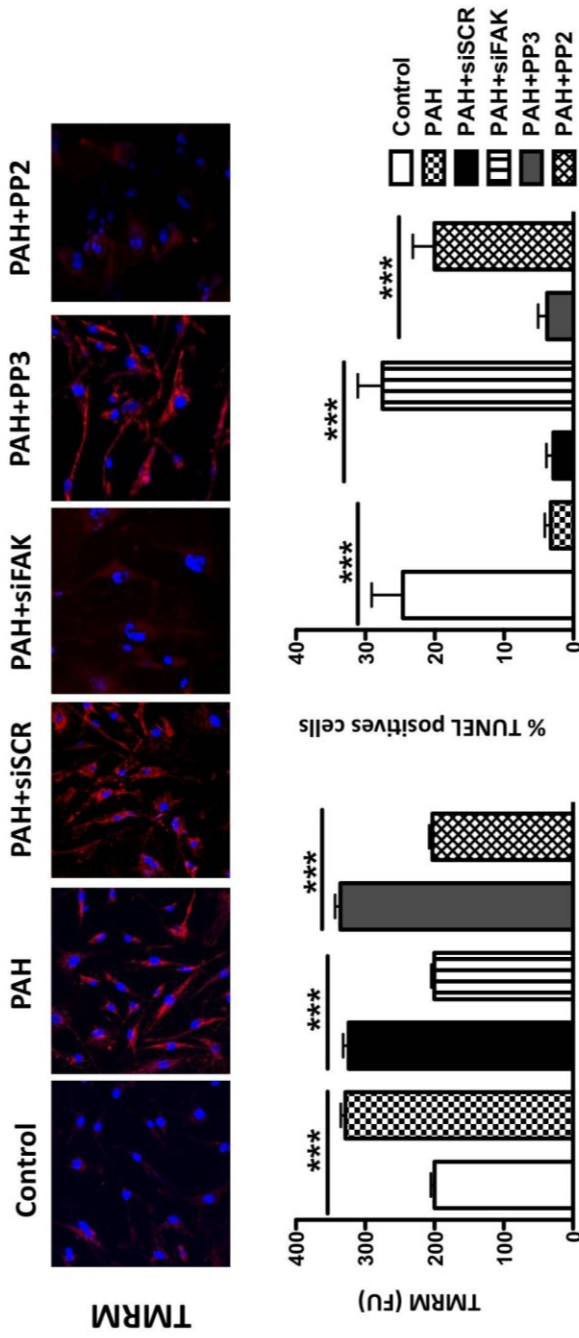 Control
PAH
PAH+siSCR
PAH+siFAK
PAH+PP3
PAH+PP2
TMRM
TMRM (FU)
400
300
200
100
0
***
***
***
% TUNEL positives cells
40
30
20
10
0
***
***
***
Control
PAH
PAH+siSCR
PAH+siFAK
PAH+PP3
PAH+PP2